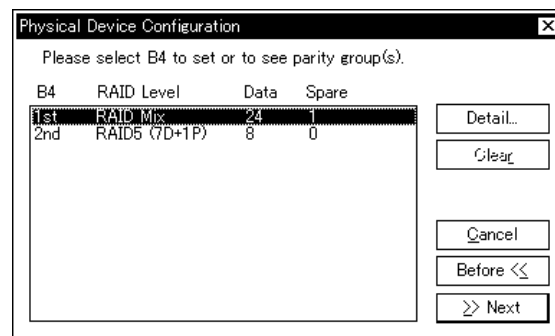 Physical Device Configuration
Please select B4 to set or to see parity group(s).
B4 RAID Level Data Spare
1st RAID Mix 24 1
2nd RAID5 (7D+1P) 8 0
Detail...
Clear
Cancel
Before <<
>> Next